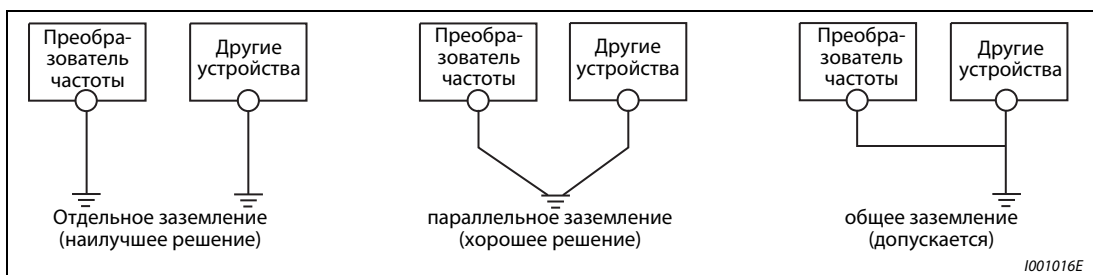 Преобра-
зователь
частоты
Другие
устройства
Отдельное заземление
(наилучшее решение)
Преобра-
зователь
частоты
Другие
устройства
параллельное заземление
(хорошее решение)
Преобра-
зователь
частоты
Другие
устройства
общее заземление
(допускается)
I001016E